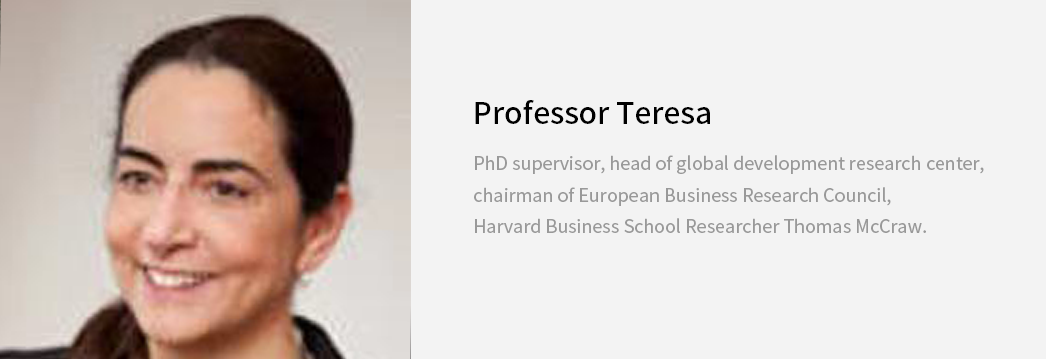 Professor Teresa
PhD supervisor, head of global development research center,
chairman of European Business Research Council,
Harvard Business School Researcher Thomas McCraw.